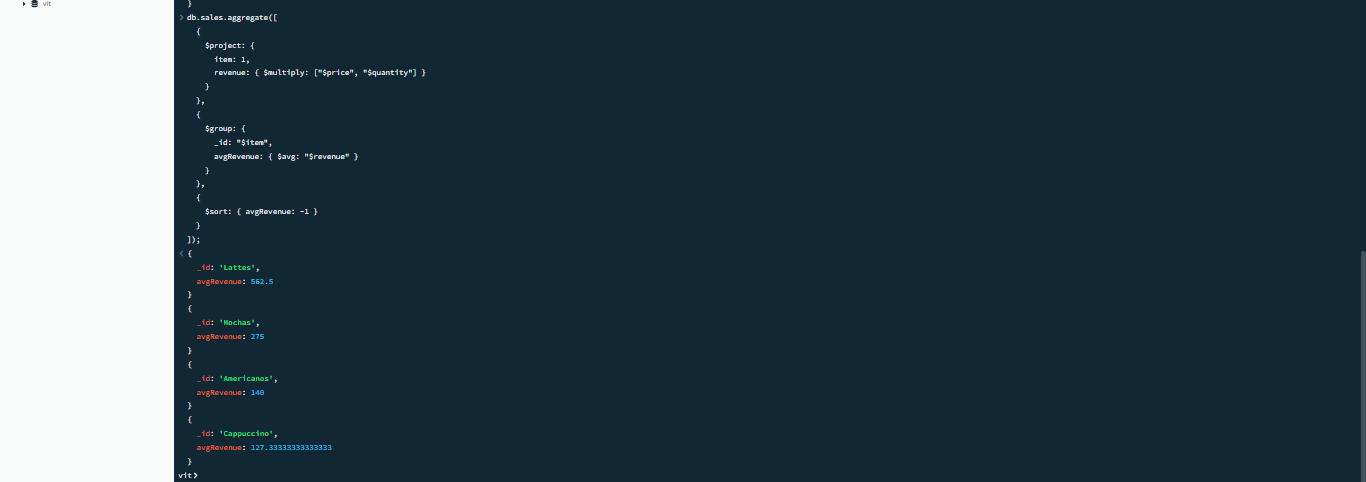 vit
}
db.sales.aggregate([
{
$project: {
item: 1,
revenue: { $multiply: ["$price", "$quantity"] }
}
},
{
$group: {
_id: "$item",
avgRevenue: { $avg: "$revenue" }
}
},
{
$sort: { avgRevenue: -1 }
}
]);
{
_id: 'Lattes',
avgRevenue: 562.5
}
{
_id: 'Mochas',
avgRevenue: 275
}
{
_id: 'Americanos',
avgRevenue: 140
}
{
_id: 'Cappuccino',
avgRevenue: 127.33333333333333
}
vit>